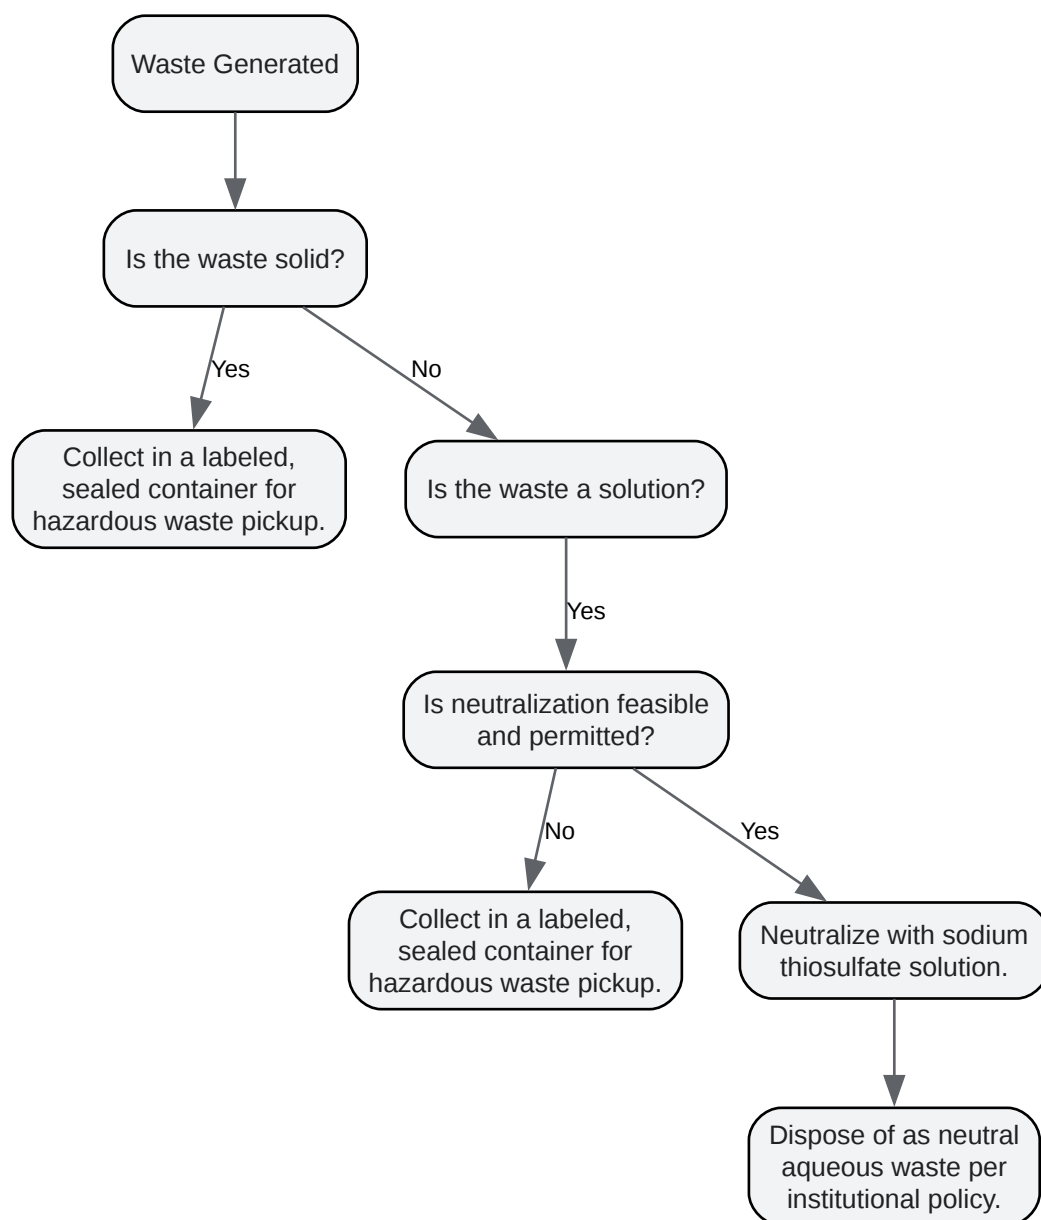 Waste Generated
Is the waste solid?
Yes
No
Collect in a labeled,
sealed container for
hazardous waste pickup.
Is the waste a solution?
Yes
Is neutralization feasible
and permitted?
No
Yes
Collect in a labeled,
sealed container for
hazardous waste pickup.
Neutralize with sodium
thiosulfate solution.
Dispose of as neutral
aqueous waste per
institutional policy.